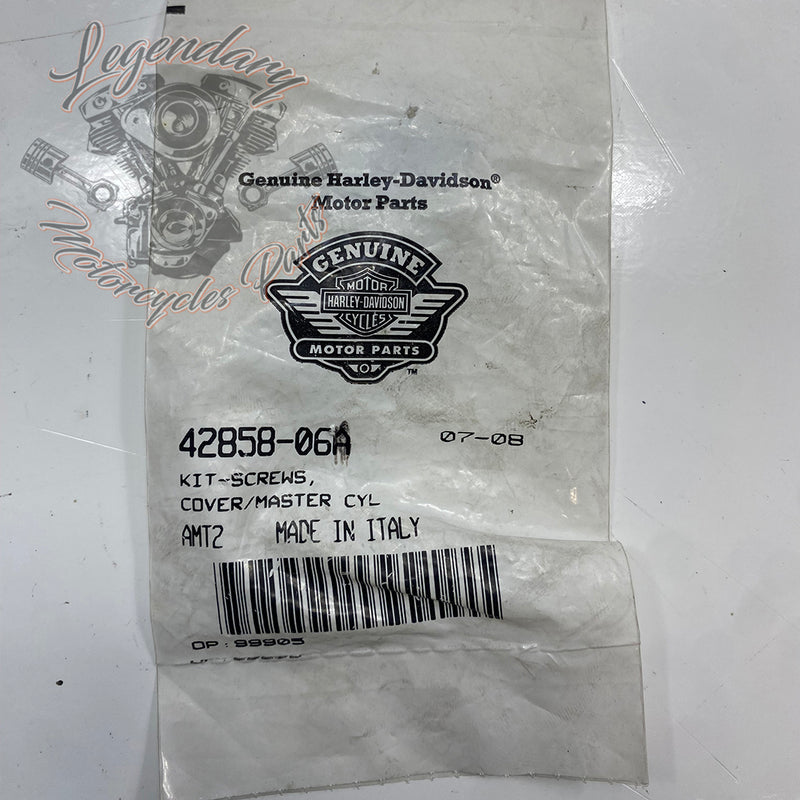 Legendary
Motorcycles Parts
Genuine Harley-Davidson®
Motor Parts
GENUINE
MOTOR
HARLEY-DAVIDSON
CYCLES
MOTOR PARTS
™
42858-06A
07-08
KIT-SCREWS,
COVER/MASTER CYL
AMT2 MADE IN ITALY
OP:99905